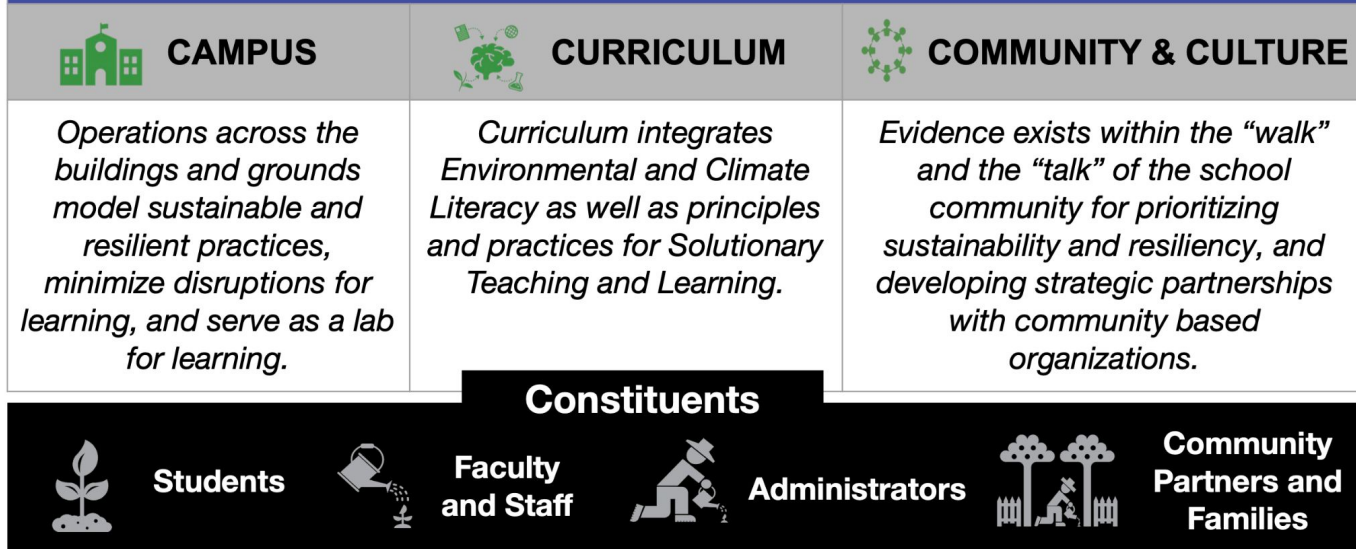 CAMPUS
Operations across the
buildings and grounds
model sustainable and
resilient practices,
minimize disruptions for
learning, and serve as a lab
for learning.
CURRICULUM
Curriculum integrates
Environmental and Climate
Literacy as well as principles
and practices for Solutionary
Teaching and Learning.
COMMUNITY & CULTURE
Evidence exists within the “walk”
and the “talk” of the school
community for prioritizing
sustainability and resiliency, and
developing strategic partnerships
with community based
organizations.
Constituents
Students
Faculty
and Staff
Administrators
Community
Partners and
Families